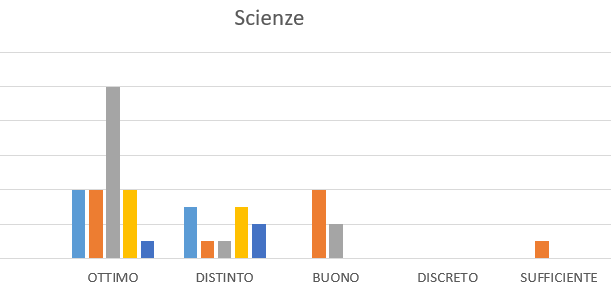 Scienze
OTTIMO DISTINTO BUONO DISCRETO SUFFICIENTE